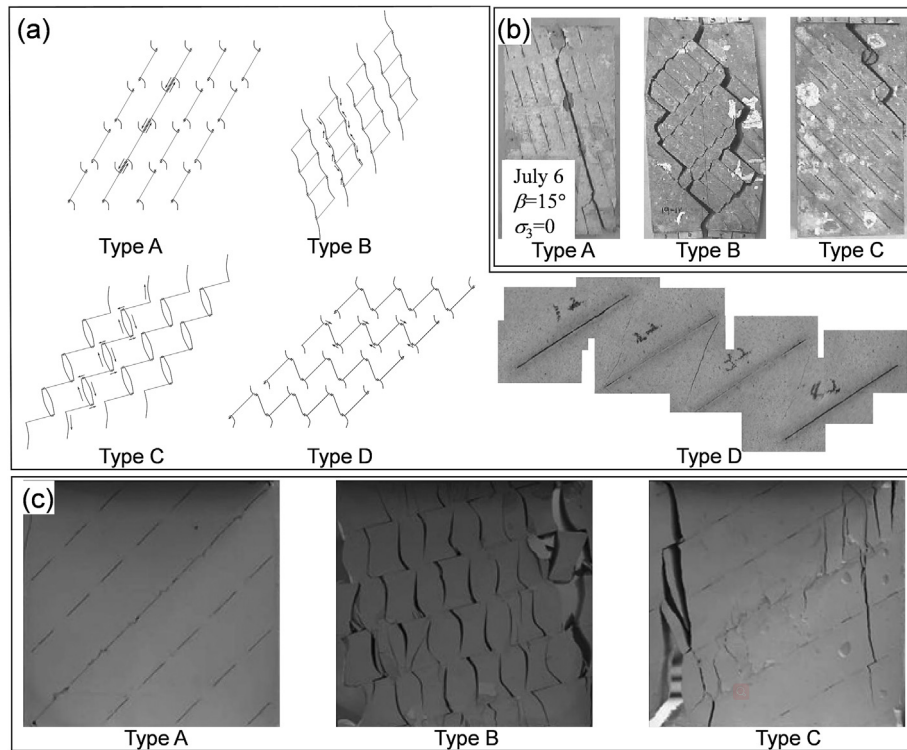 (a)
Type A
Type B
Type C
Type D
(b)
July 6
β=15°
σ₃=0
Type A
Type B
Type C
Type D
(c)
Type A
Type B
Type C